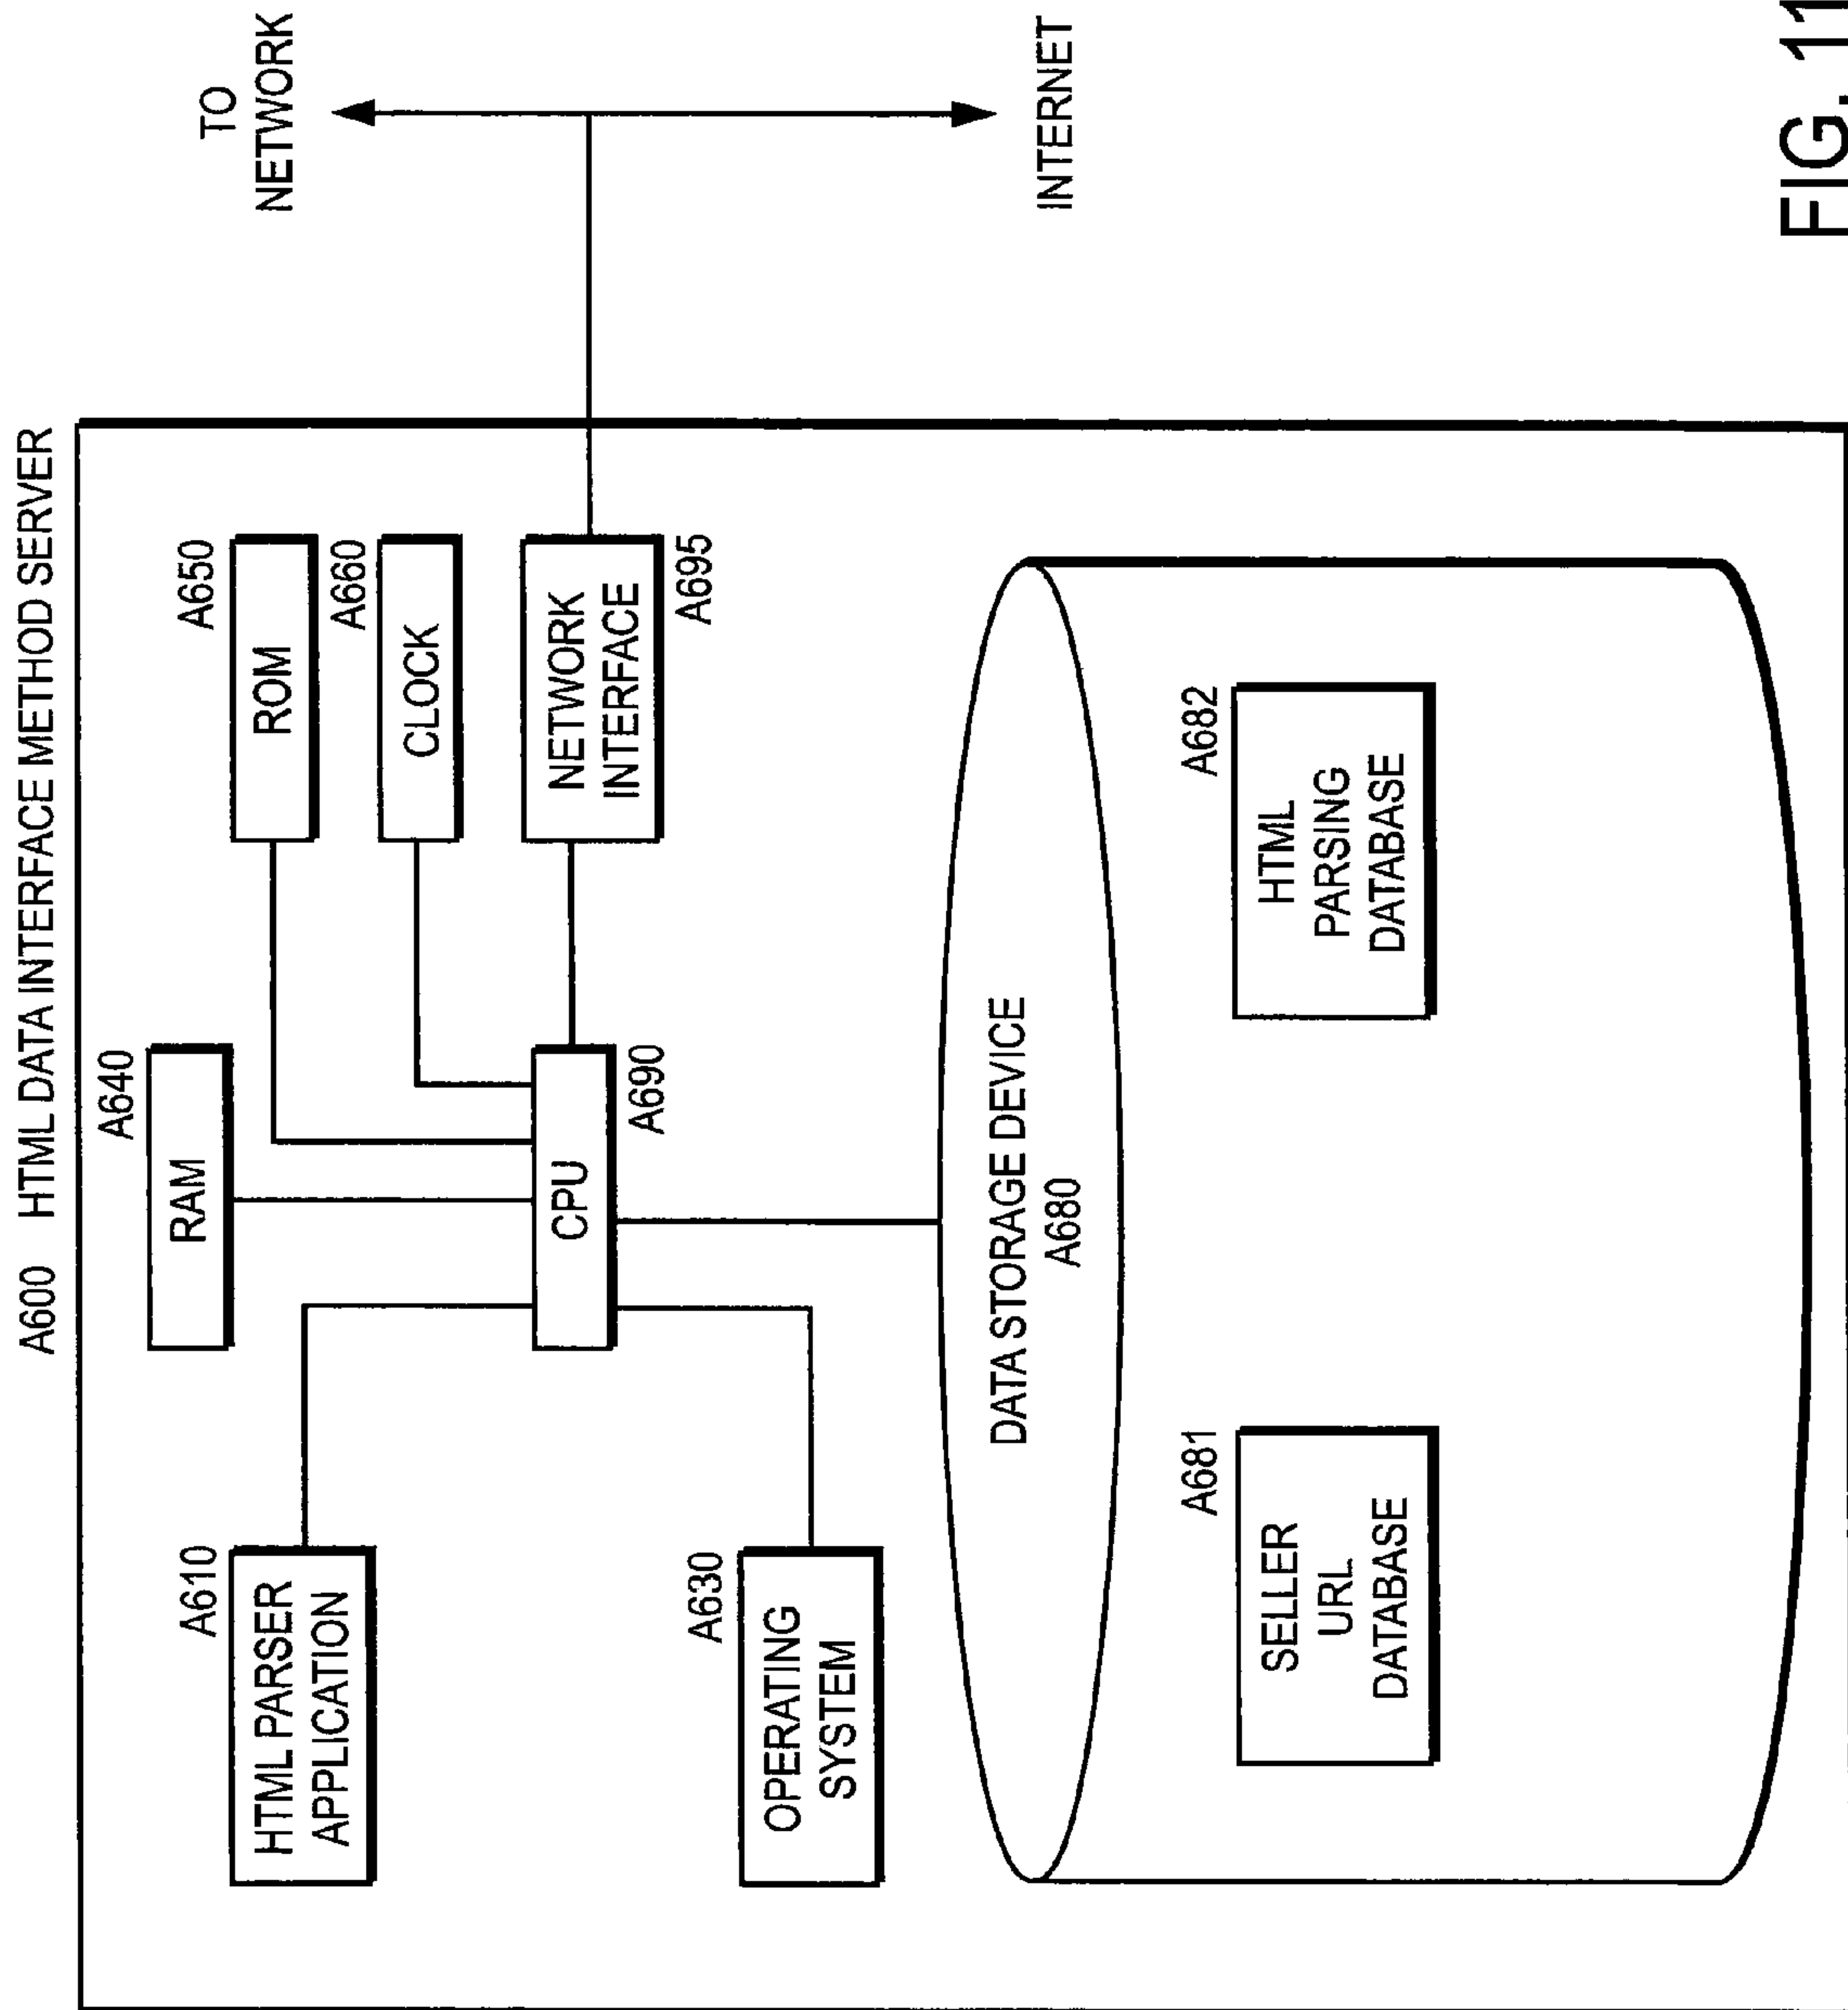 A600 HTML DATA INTERFACE METHOD SERVER
A610
HTML PARSER
APPLICATION
A640
RAM
A650
ROM
A660
CLOCK
NETWORK
INTERFACE
A695
CPU
A690
A630
OPERATING
SYSTEM
DATA STORAGE DEVICE
A680
A681
SELLER
URL
DATABASE
A682
HTML
PARSING
DATABASE
TO
NETWORK
INTERNET
FIG. 11